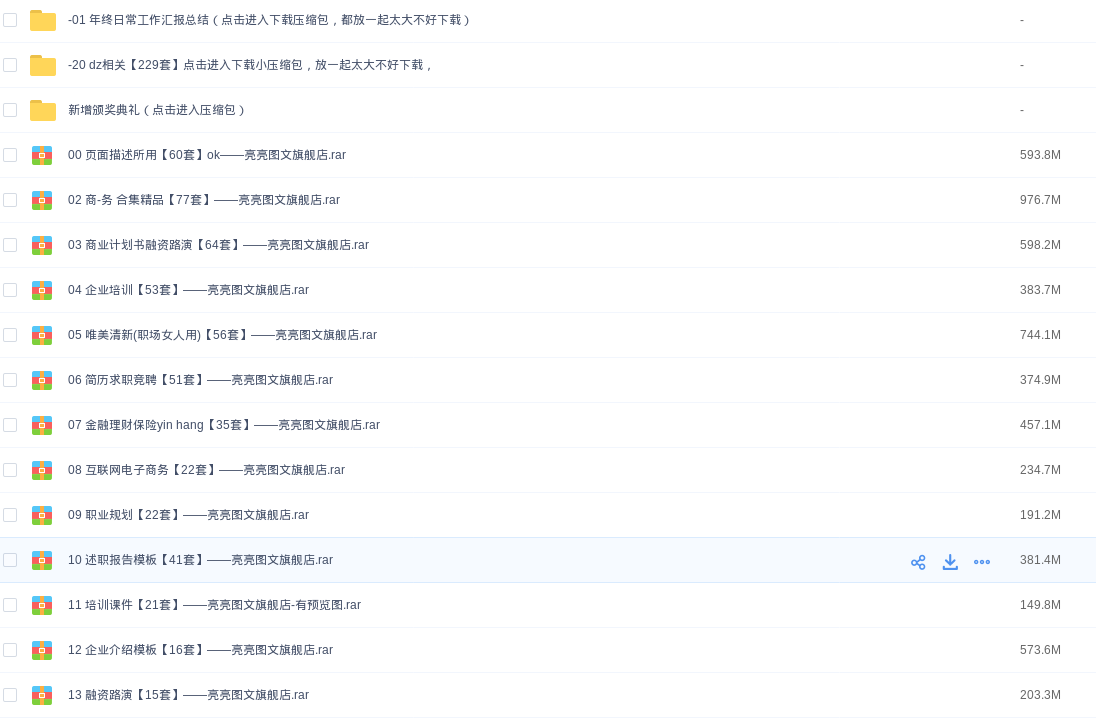 -01 年终日常工作汇报总结（点击进入下载压缩包，都放一起太大不好下载） -
-20 dz相关【229套】点击进入下载小压缩包，放一起太大不好下载， -
新增颁奖典礼（点击进入压缩包） -
00 页面描述所用【60套】ok——亮亮图文旗舰店.rar 593.8M
02 商-务 合集精品【77套】——亮亮图文旗舰店.rar 976.7M
03 商业计划书融资路演【64套】——亮亮图文旗舰店.rar 598.2M
04 企业培训【53套】——亮亮图文旗舰店.rar 383.7M
05 唯美清新(职场女人用)【56套】——亮亮图文旗舰店.rar 744.1M
06 简历求职竞聘【51套】——亮亮图文旗舰店.rar 374.9M
07 金融理财保险yin hang【35套】——亮亮图文旗舰店.rar 457.1M
08 互联网电子商务【22套】——亮亮图文旗舰店.rar 234.7M
09 职业规划【22套】——亮亮图文旗舰店.rar 191.2M
10 述职报告模板【41套】——亮亮图文旗舰店.rar 381.4M
11 培训课件【21套】——亮亮图文旗舰店-有预览图.rar 149.8M
12 企业介绍模板【16套】——亮亮图文旗舰店.rar 573.6M
13 融资路演【15套】——亮亮图文旗舰店.rar 203.3M